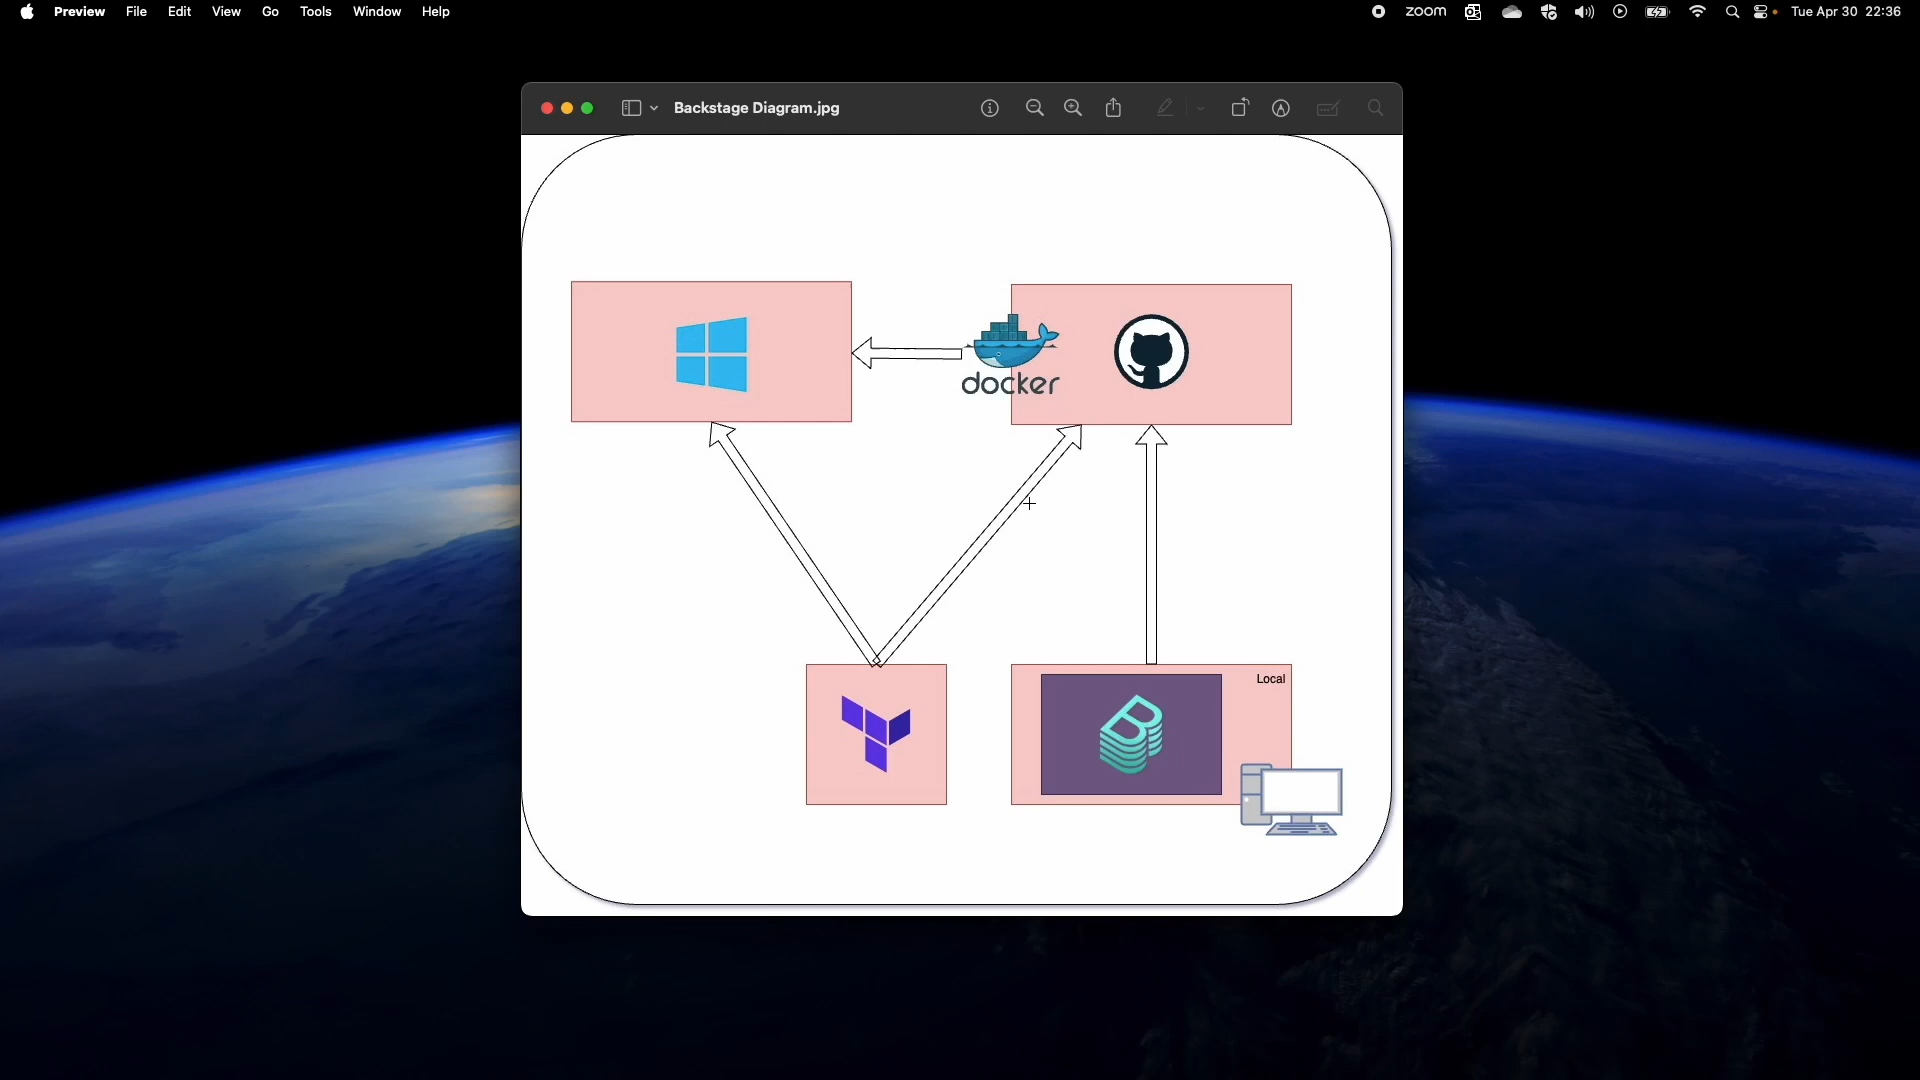 Preview File Edit View Go Tools Window Help
zoom
Tue Apr 30 22:36
Backstage Diagram.jpg
docker
Local